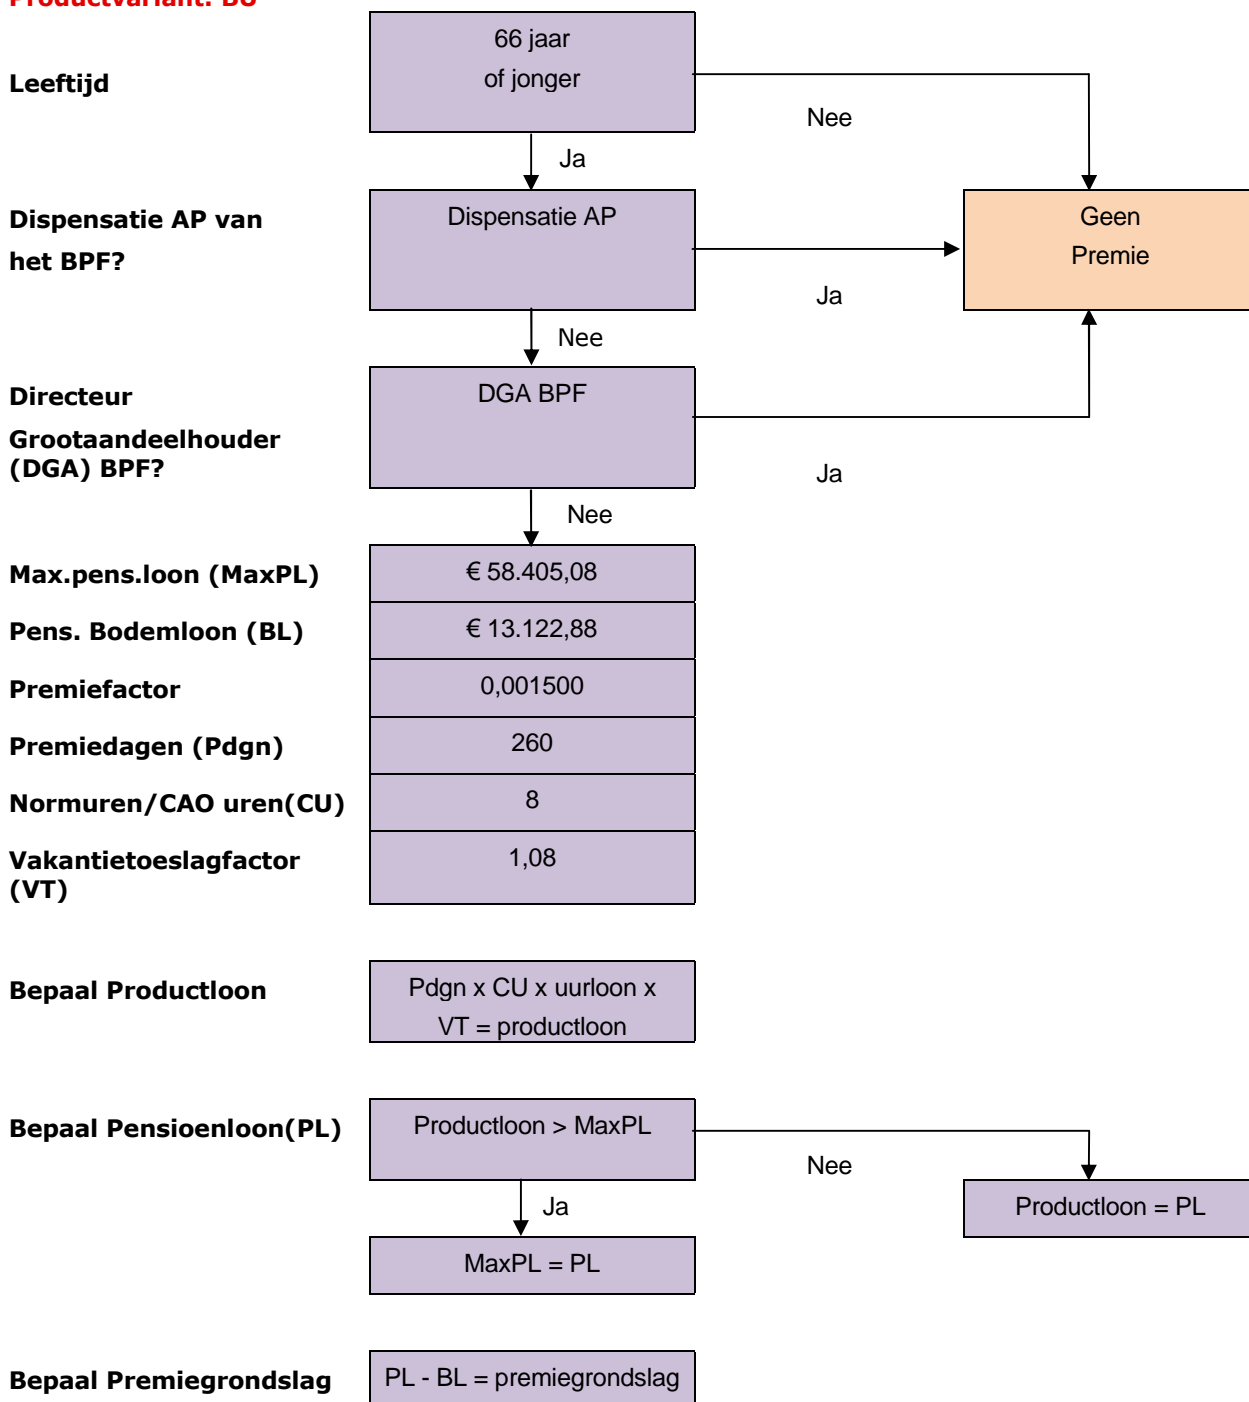 Productvariant: BU
66 jaar
of jonger
Leeftijd
Nee
Ja
Dispensatie AP van
het BPF?
Dispensatie AP
Geen
Premie
Ja
Nee
Directeur
Grootaandeelhouder
(DGA) BPF?
DGA BPF
Ja
Nee
Max.pens.loon (MaxPL)
€ 58.405,08
Pens. Bodemloon (BL)
€ 13.122,88
Premiefactor
0,001500
Premiedagen (Pdgn)
260
Normuren/CAO uren(CU)
8
Vakantietoeslagfactor
(VT)
1,08
Bepaal Productloon
Pdgn x CU x uurloon x
VT = productloon
Bepaal Pensioenloon(PL)
Productloon > MaxPL
Nee
Ja
Productloon = PL
MaxPL = PL
Bepaal Premiegrondslag
PL - BL = premiegrondslag